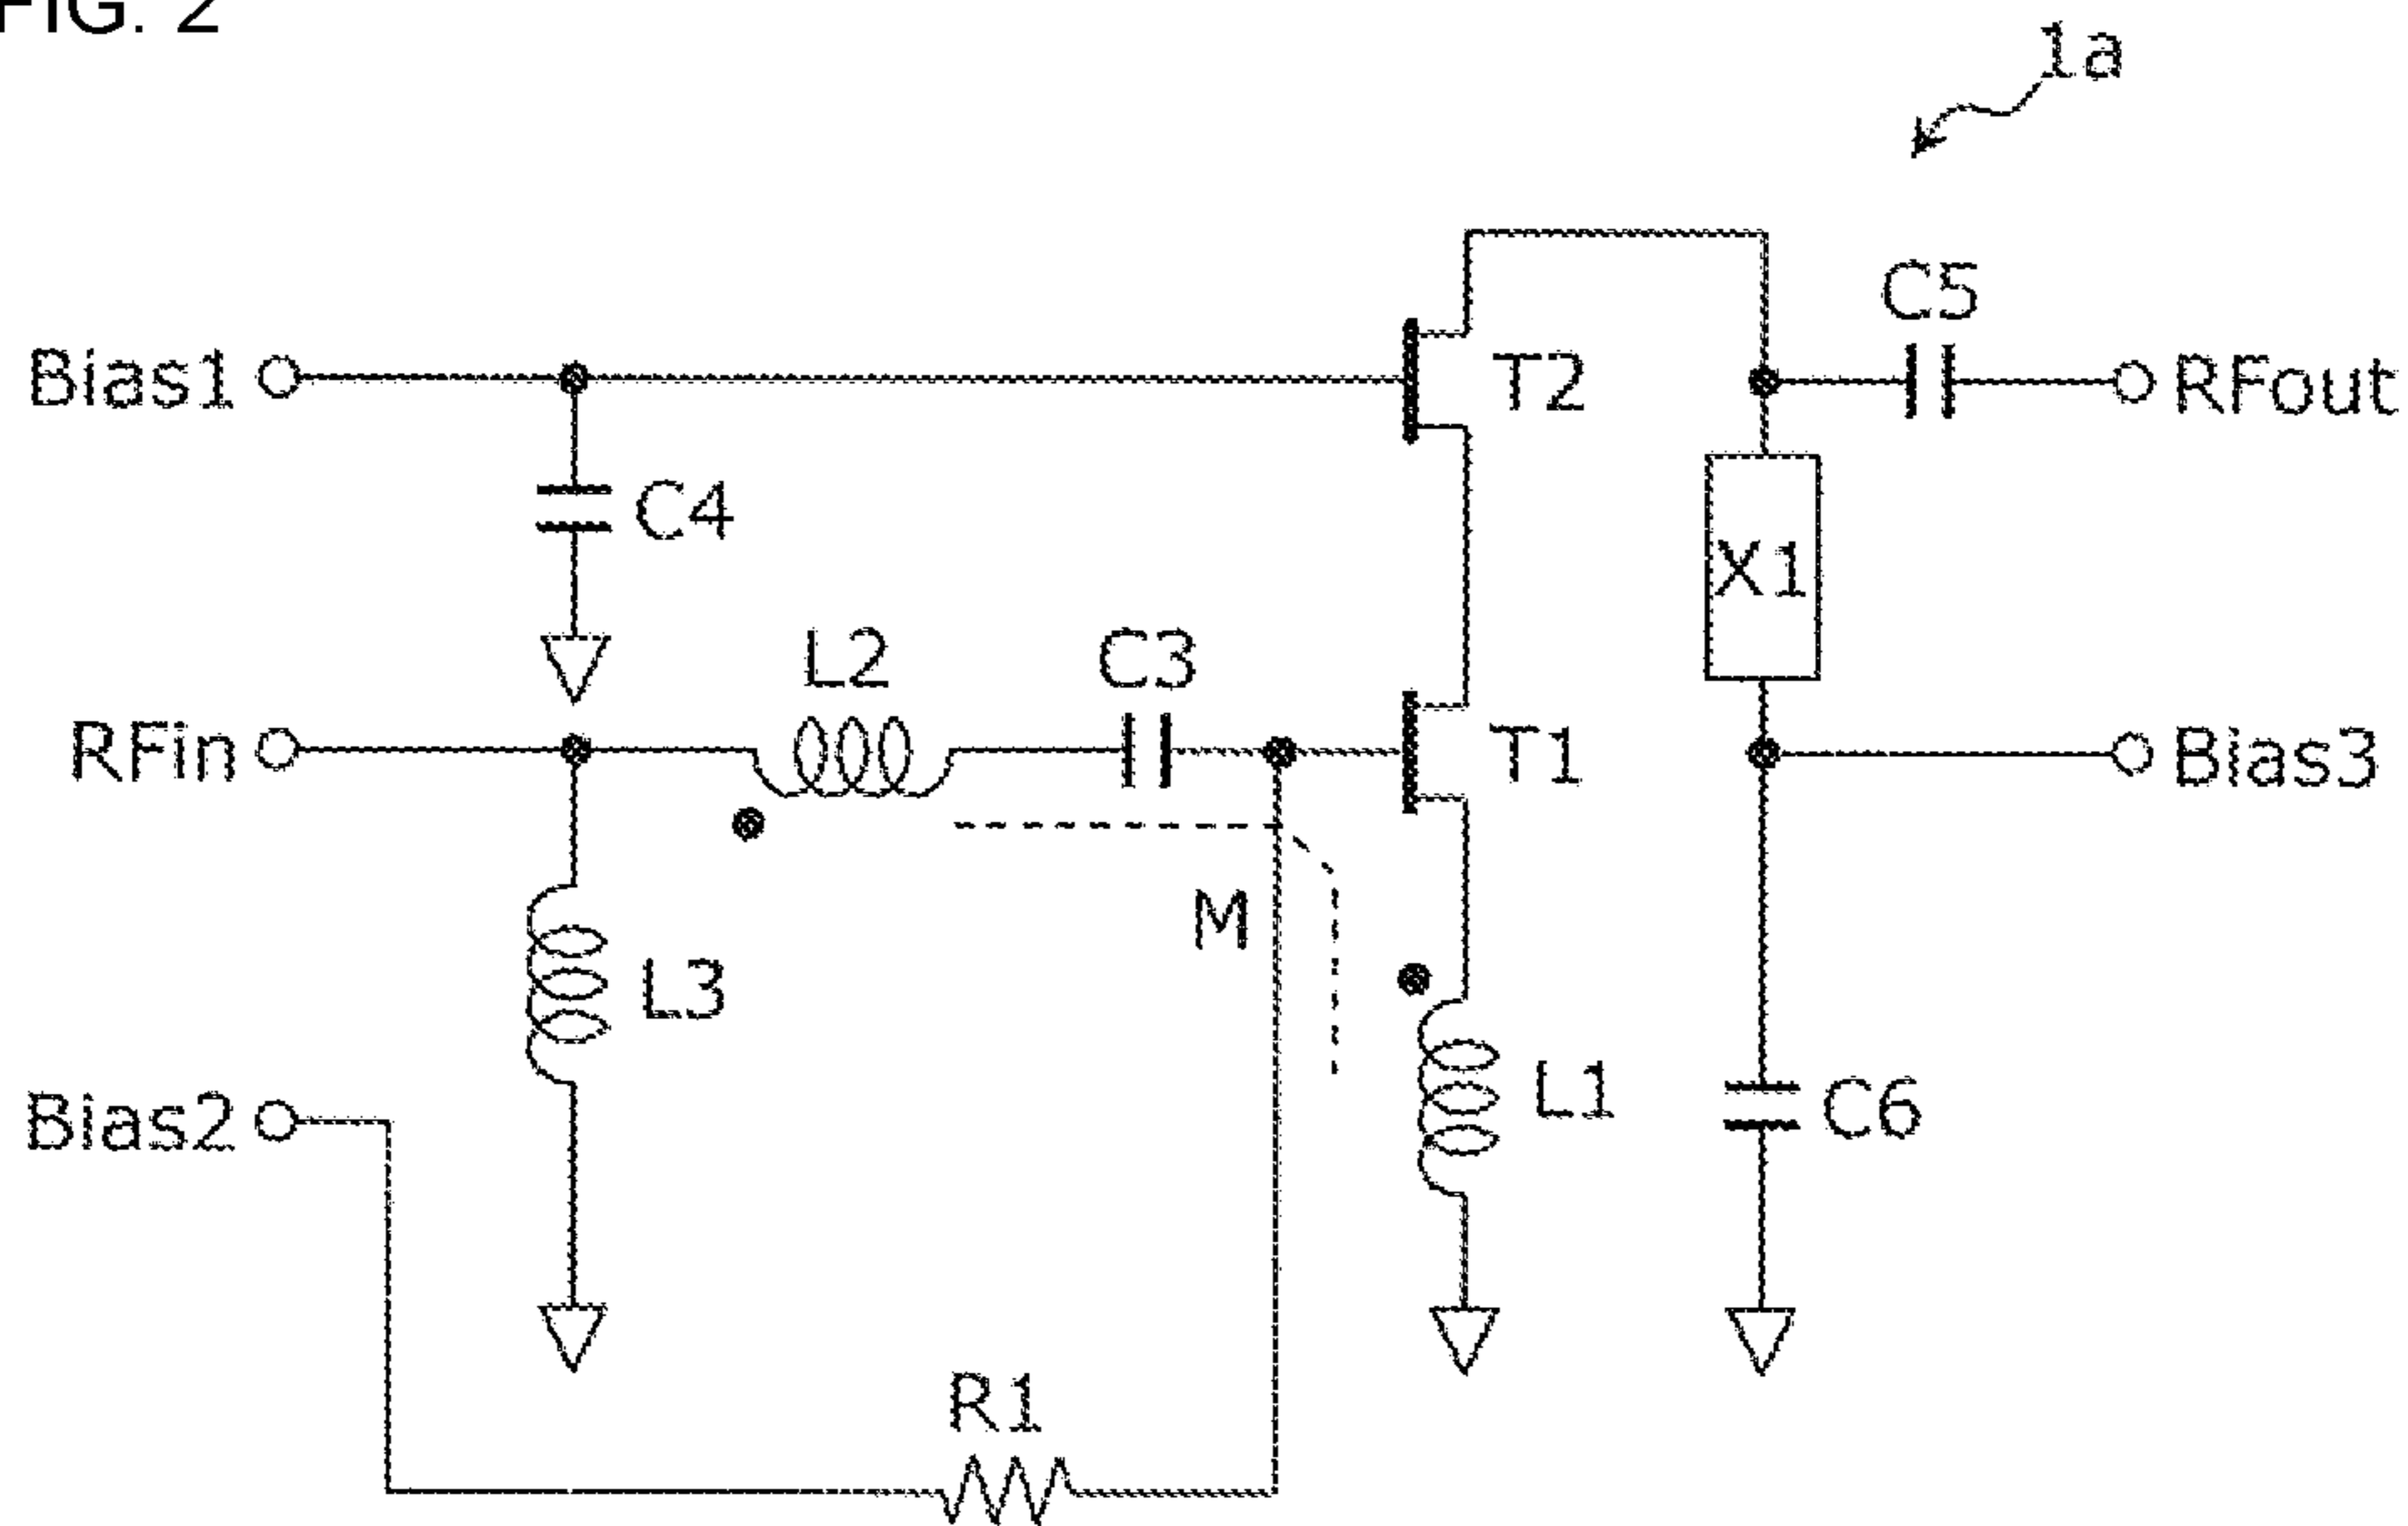 FIG. 2
1a
C5
Bias1
T2
RFout
C4
X1
L2
C3
RFin
T1
Bias3
M
L3
L1
Bias2
C6
R1